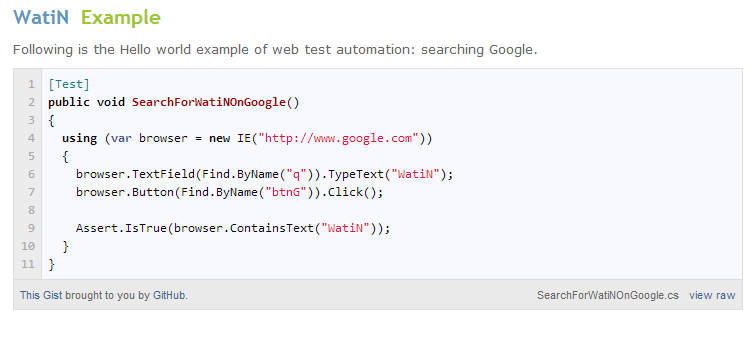 WatiN Example
Following is the Hello world example of web test automation: searching Google.
1 [Test]
2 public void SearchForWatiNOnGoogle()
3 {
4   using (var browser = new IE("http://www.google.com"))
5   {
6     browser.TextField(Find.ByName("q")).TypeText("WatiN");
7     browser.Button(Find.ByName("btnG")).Click();
8
9     Assert.IsTrue(browser.ContainsText("WatiN"));
10   }
11 }
This Gist brought to you by GitHub. SearchForWatiNOnGoogle.cs view raw